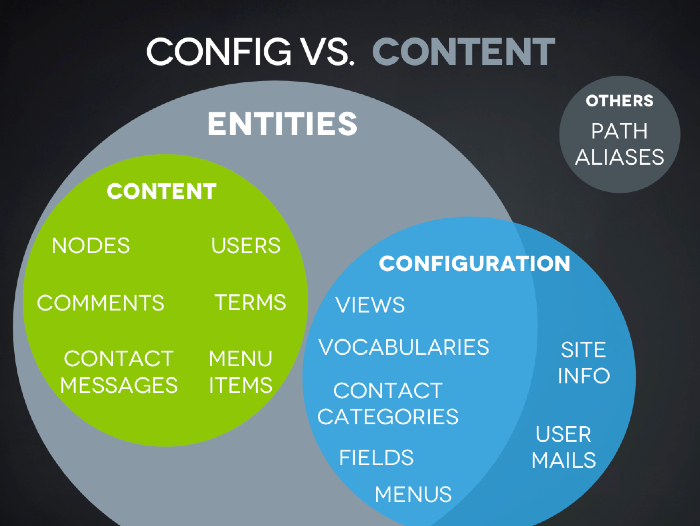 CONFIG VS. CONTENT
OTHERS
PATH
ALIASES
ENTITIES
CONTENT
NODES
USERS
COMMENTS
TERMS
CONTACT
MESSAGES
MENU
ITEMS
CONFIGURATION
VIEWS
VOCABULARIES
CONTACT
CATEGORIES
FIELDS
MENUS
SITE
INFO
USER
MAILS